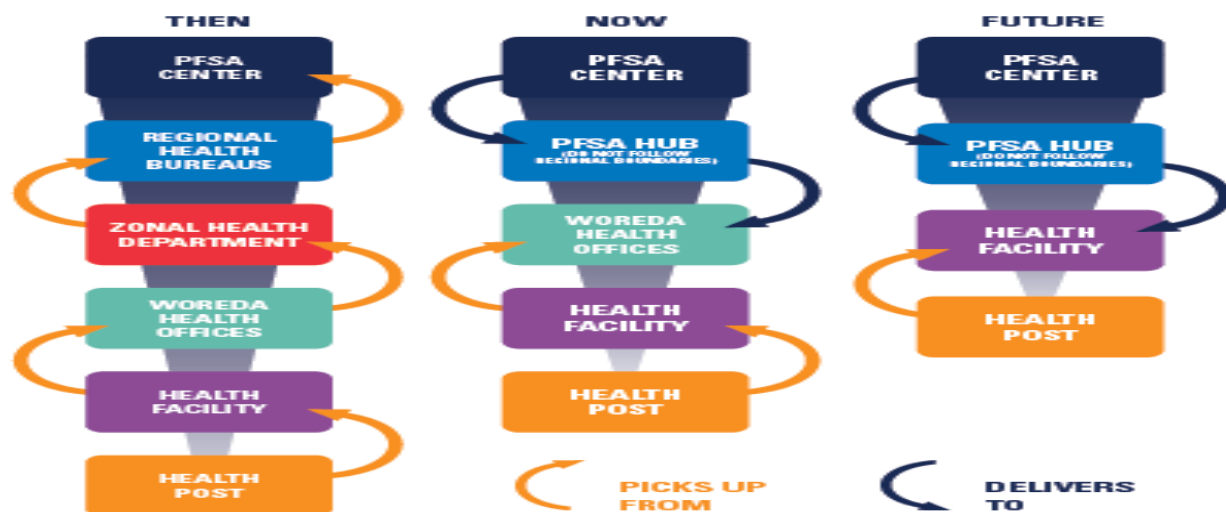 THEN
PFSA
CENTER
REGIONAL
HEALTH
BUREAUS
ZONAL HEALTH
DEPARTMENT
WOREDA
HEALTH
OFFICES
HEALTH
FACILITY
HEALTH
POST
NOW
PFSA
CENTER
PFSA HUB
(DO NOT FOLLOW
REGIONAL BOUNDARIES)
WOREDA
HEALTH
OFFICES
HEALTH
FACILITY
HEALTH
POST
FUTURE
PFSA
CENTER
PFSA HUB
(DO NOT FOLLOW
REGIONAL BOUNDARIES)
HEALTH
FACILITY
HEALTH
POST
PICKS UP
FROM
DELIVERS
TO